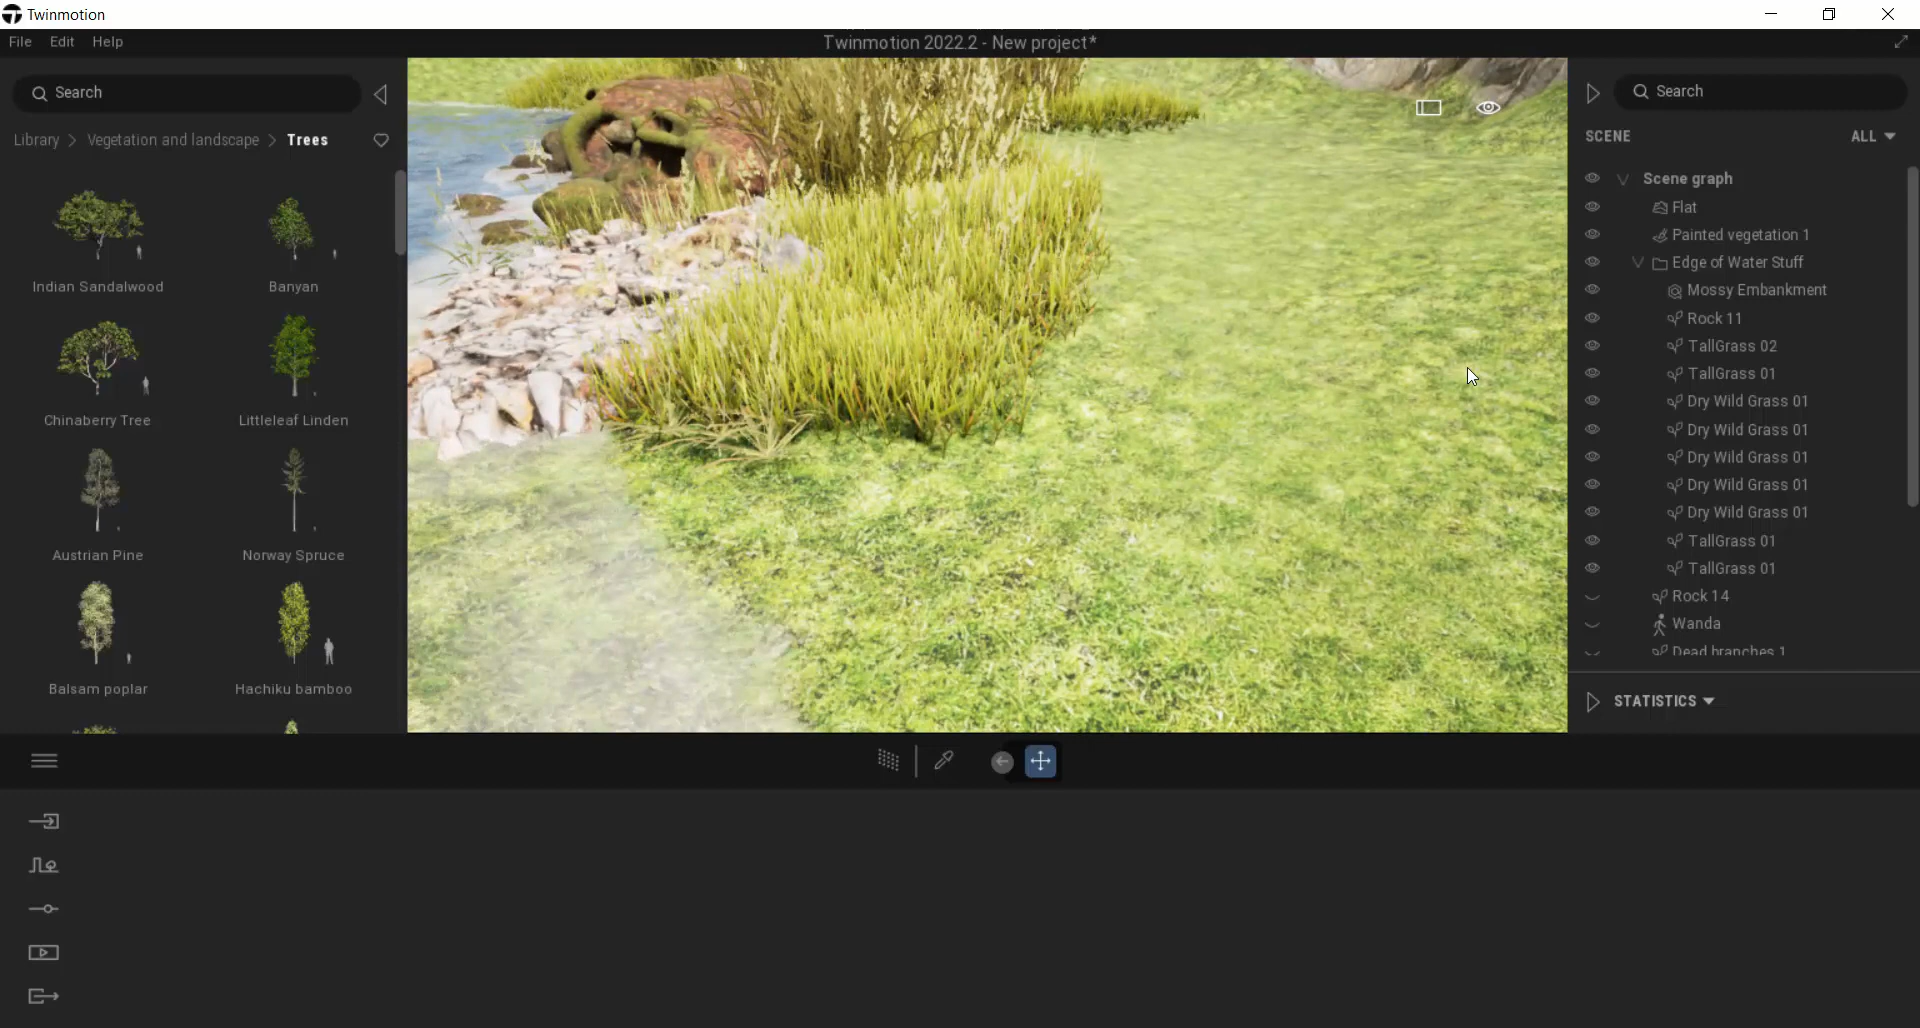 Twinmotion
File Edit Help
Twinmotion 2022.2 - New project*
Search
Library > Vegetation and landscape > Trees
Indian Sandalwood
Banyan
Chinaberry Tree
Littleleaf Linden
Austrian Pine
Norway Spruce
Balsam poplar
Hachiku bamboo
Search
SCENE
ALL
Scene graph
Flat
Painted vegetation 1
Edge of Water Stuff
Mossy Embankment
Rock 11
TallGrass 02
TallGrass 01
Dry Wild Grass 01
Dry Wild Grass 01
Dry Wild Grass 01
Dry Wild Grass 01
Dry Wild Grass 01
TallGrass 01
TallGrass 01
Rock 14
Wanda
Dead branches 1
STATISTICS